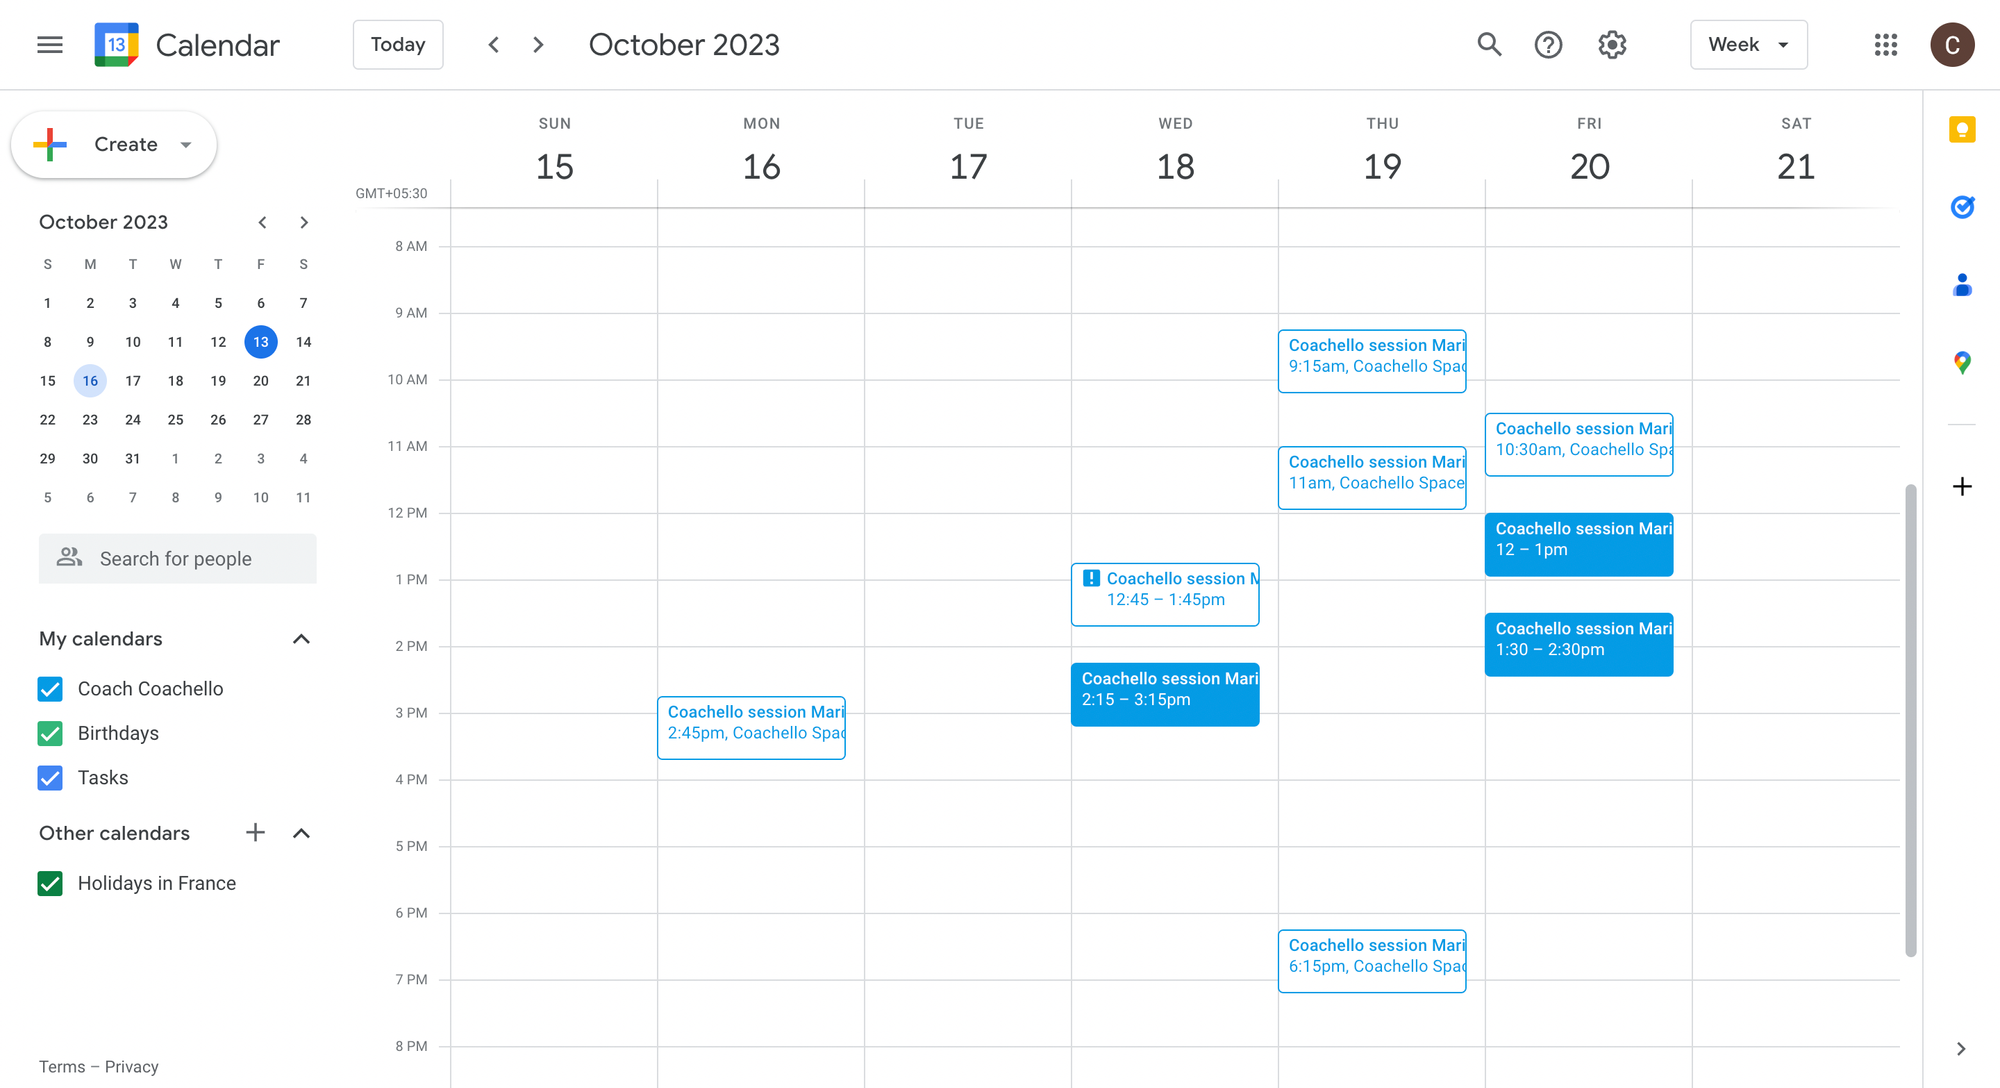 13 Calendar Today October 2023 Week C
Create
October 2023
S M T W T F S
1 2 3 4 5 6 7
8 9 10 11 12 13 14
15 16 17 18 19 20 21
22 23 24 25 26 27 28
29 30 31 1 2 3 4
5 6 7 8 9 10 11
Search for people
My calendars
Coach Coachello
Birthdays
Tasks
Other calendars
Holidays in France
Terms – Privacy
SUN MON TUE WED THU FRI SAT
15 16 17 18 19 20 21
GMT+05:30
8 AM
9 AM
10 AM
11 AM
12 PM
1 PM
2 PM
3 PM
4 PM
5 PM
6 PM
7 PM
8 PM
Coachello session Mari
2:45pm, Coachello Spac
Coachello session M
12:45 – 1:45pm
Coachello session Mari
2:15 – 3:15pm
Coachello session Mari
9:15am, Coachello Spac
Coachello session Mari
11am, Coachello Space
Coachello session Mari
6:15pm, Coachello Spac
Coachello session Mari
10:30am, Coachello Spa
Coachello session Mari
12 – 1pm
Coachello session Mari
1:30 – 2:30pm